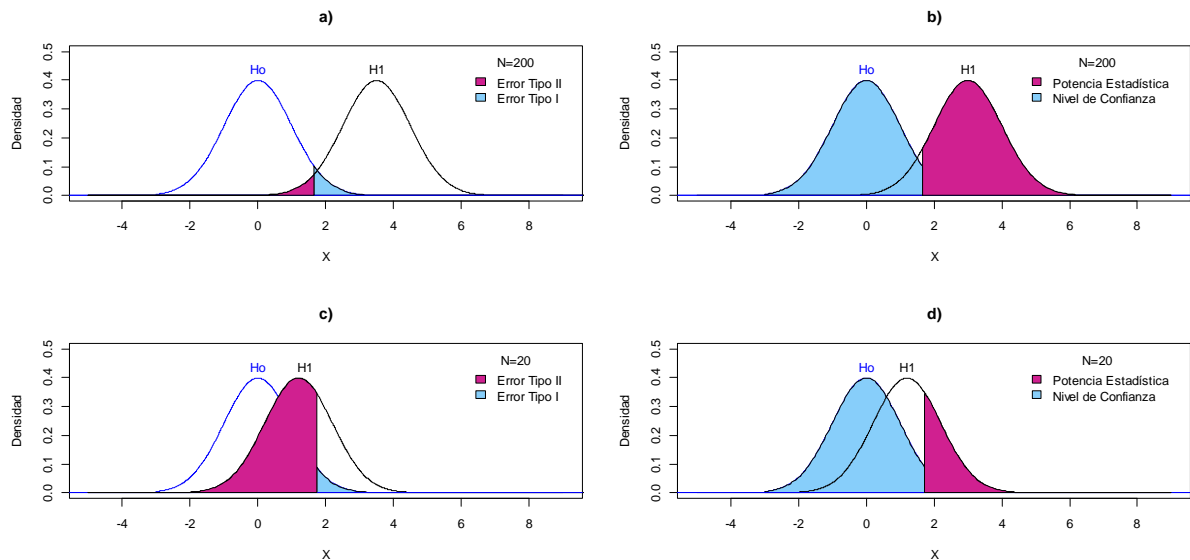 a)
Densidad
0.0 0.1 0.2 0.3 0.4 0.5
Ho
H1
N=200
Error Tipo II
Error Tipo I
-4 -2 0 2 4 6 8
X
b)
Densidad
0.0 0.1 0.2 0.3 0.4 0.5
Ho
H1
N=200
Potencia Estadística
Nivel de Confianza
-4 -2 0 2 4 6 8
X
c)
Densidad
0.0 0.1 0.2 0.3 0.4 0.5
Ho
H1
N=20
Error Tipo II
Error Tipo I
-4 -2 0 2 4 6 8
X
d)
Densidad
0.0 0.1 0.2 0.3 0.4 0.5
Ho
H1
N=20
Potencia Estadística
Nivel de Confianza
-4 -2 0 2 4 6 8
X